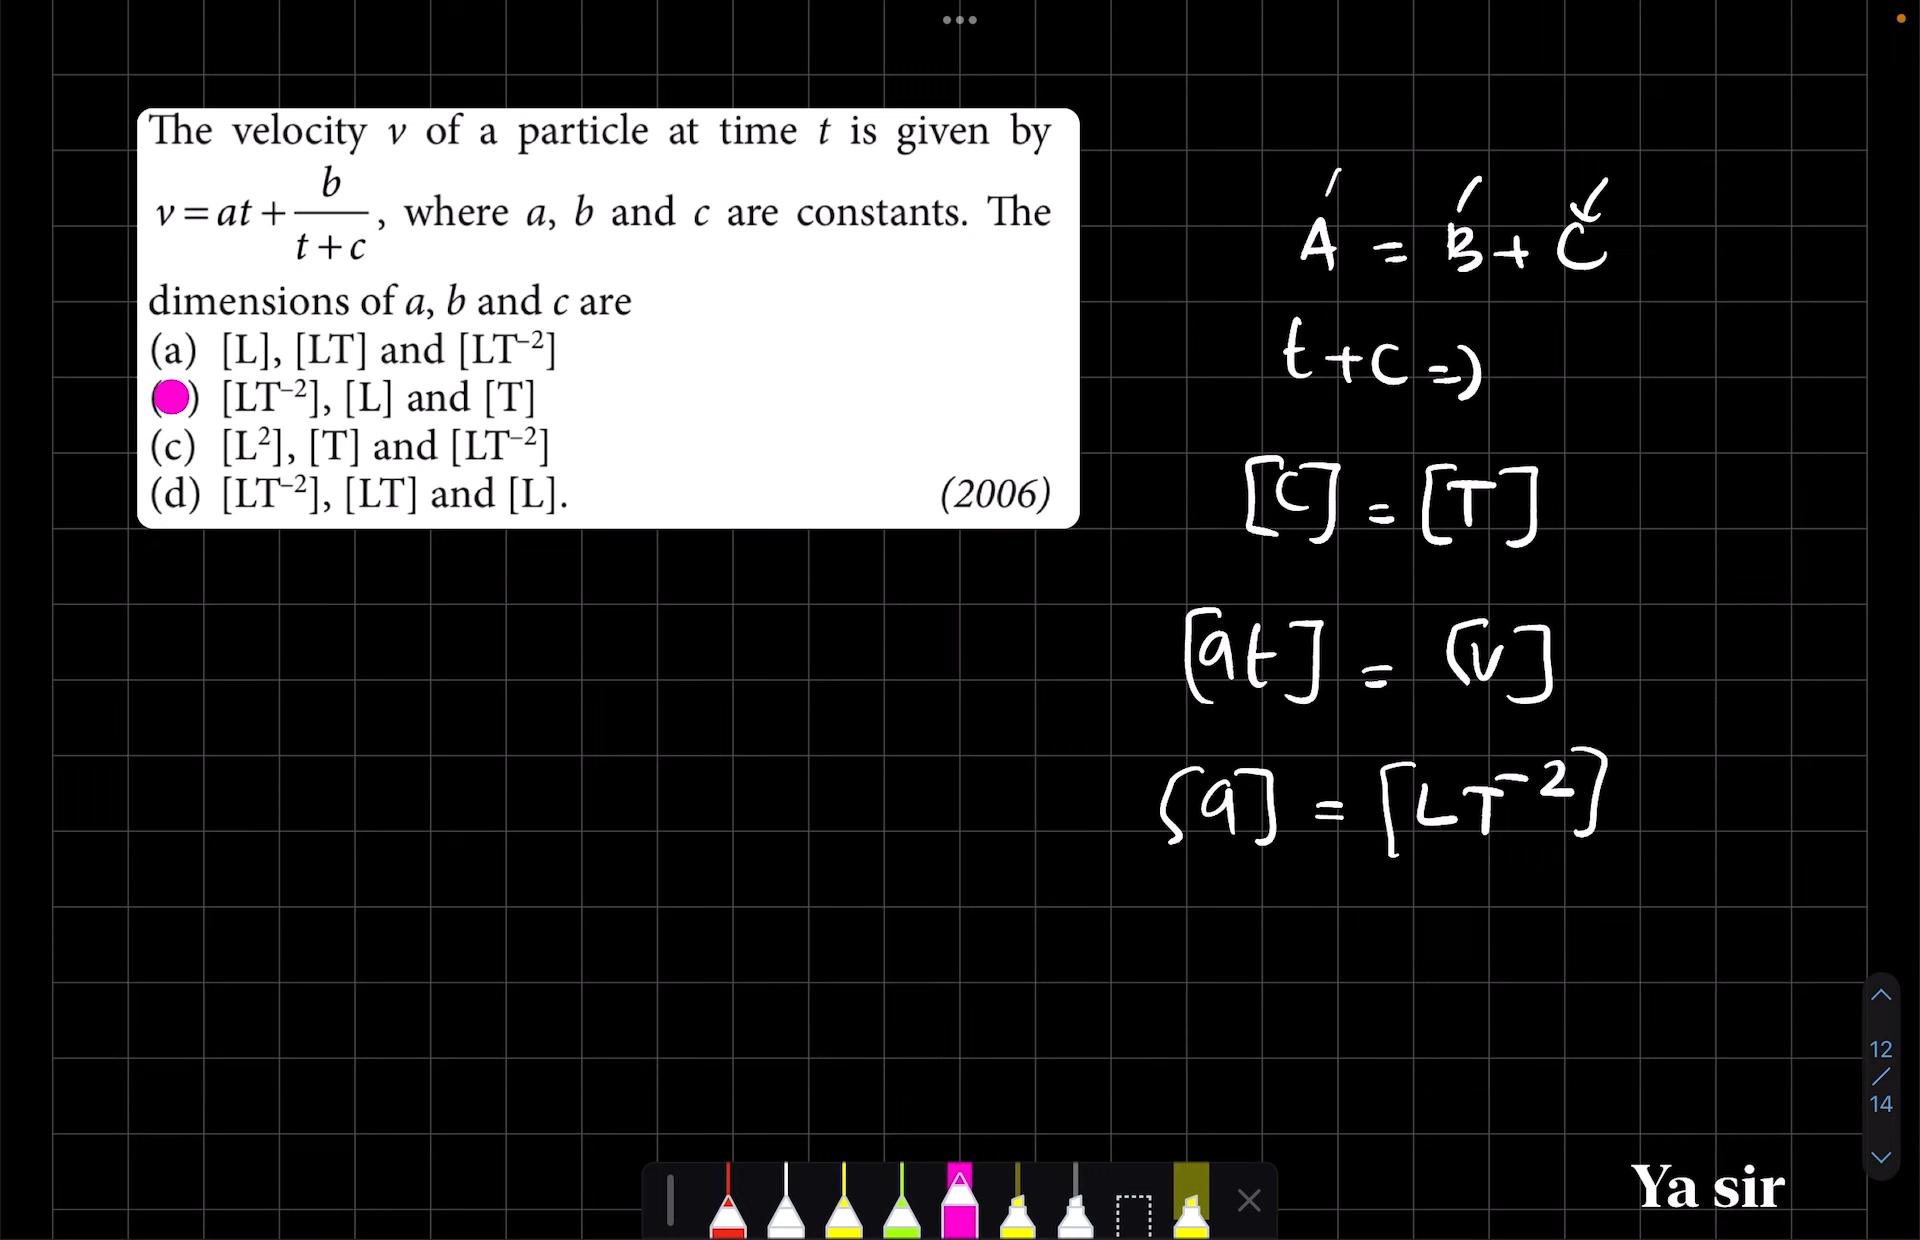 The velocity v of a particle at time t is given by
v = at + b/(t + c), where a, b and c are constants. The
dimensions of a, b and c are
(a) [L], [LT] and [LT⁻²]
( ) [LT⁻²], [L] and [T]
(c) [L²], [T] and [LT⁻²]
(d) [LT⁻²], [LT] and [L]. (2006)
A = B + C
t + c =)
[C] = [T]
[at] = [v]
[a] = [LT⁻²]
12
/
14
Ya sir